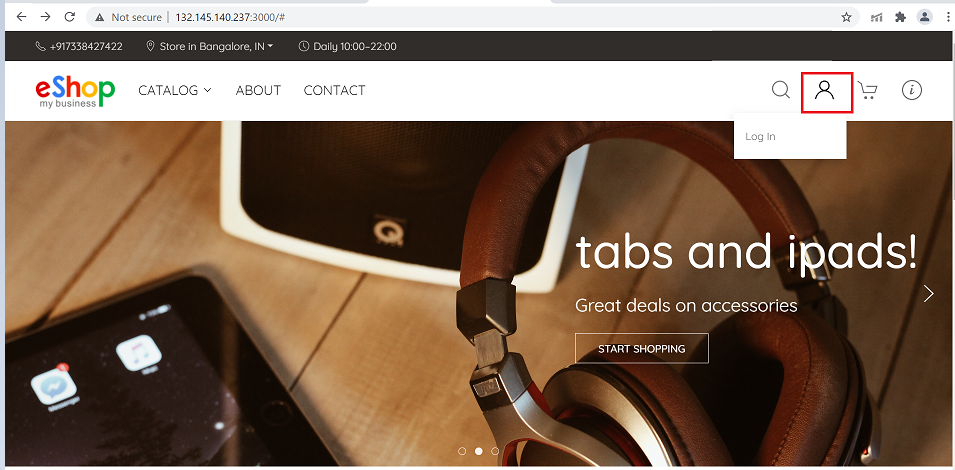 Not secure | 132.145.140.237:3000/#
+917338427422 Store in Bangalore, IN Daily 10:00–22:00
eShop
my business
CATALOG ABOUT CONTACT
Log In
tabs and ipads!
Great deals on accessories
START SHOPPING